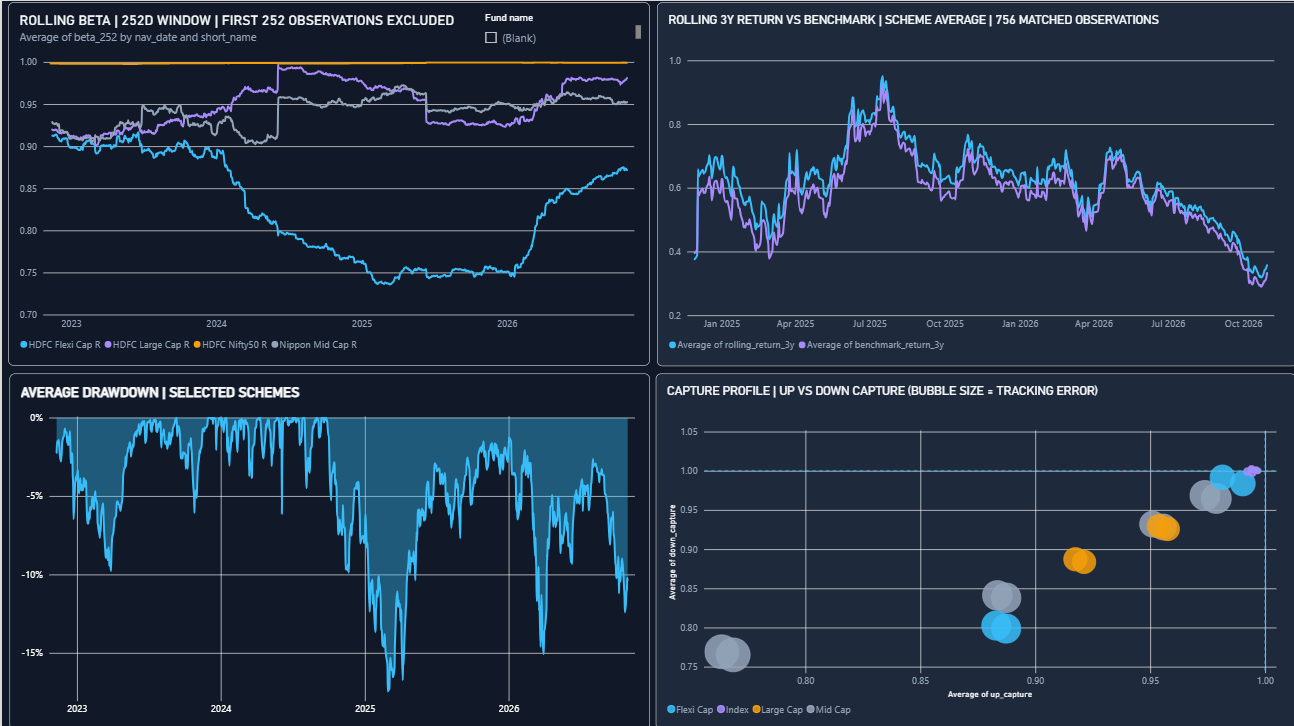 ROLLING BETA | 252D WINDOW | FIRST 252 OBSERVATIONS EXCLUDED
Average of beta_252 by nav_date and short_name
Fund name
(Blank)
1.00
0.95
0.90
0.85
0.80
0.75
0.70
2023
2024
2025
2026
HDFC Flexi Cap R
HDFC Large Cap R
HDFC Nifty50 R
Nippon Mid Cap R
ROLLING 3Y RETURN VS BENCHMARK | SCHEME AVERAGE | 756 MATCHED OBSERVATIONS
1.0
0.8
0.6
0.4
0.2
Jan 2025
Apr 2025
Jul 2025
Oct 2025
Jan 2026
Apr 2026
Jul 2026
Oct 2026
Average of rolling_return_3y
Average of benchmark_return_3y
AVERAGE DRAWDOWN | SELECTED SCHEMES
0%
-5%
-10%
-15%
2023
2024
2025
2026
CAPTURE PROFILE | UP VS DOWN CAPTURE (BUBBLE SIZE = TRACKING ERROR)
Average of down_capture
1.05
1.00
0.95
0.90
0.85
0.80
0.75
0.80
0.85
0.90
0.95
1.00
Average of up_capture
Flexi Cap
Index
Large Cap
Mid Cap